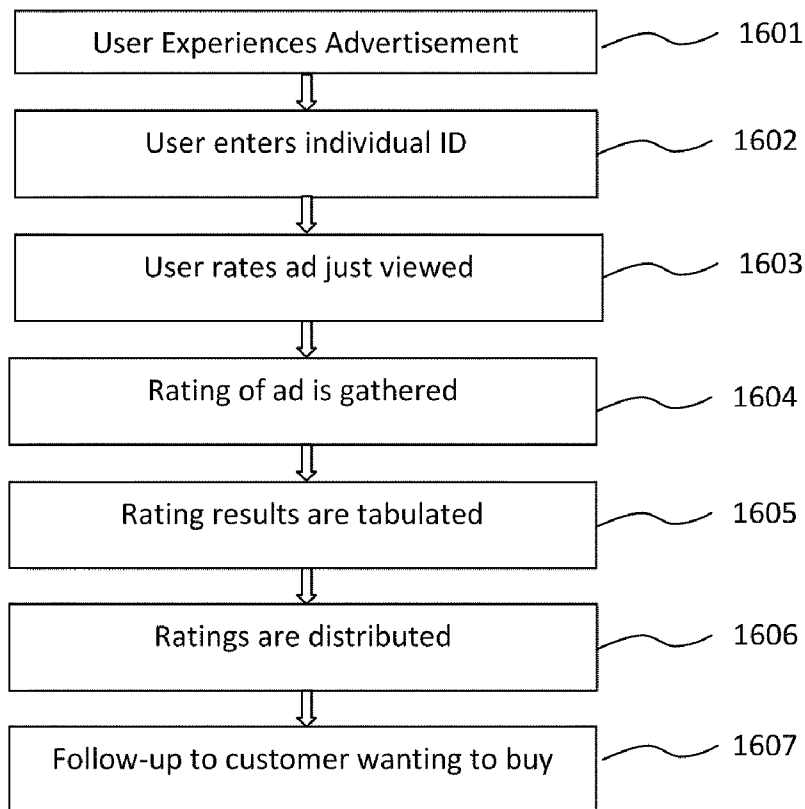 User Experiences Advertisement 1601
User enters individual ID 1602
User rates ad just viewed 1603
Rating of ad is gathered 1604
Rating results are tabulated 1605
Ratings are distributed 1606
Follow-up to customer wanting to buy 1607